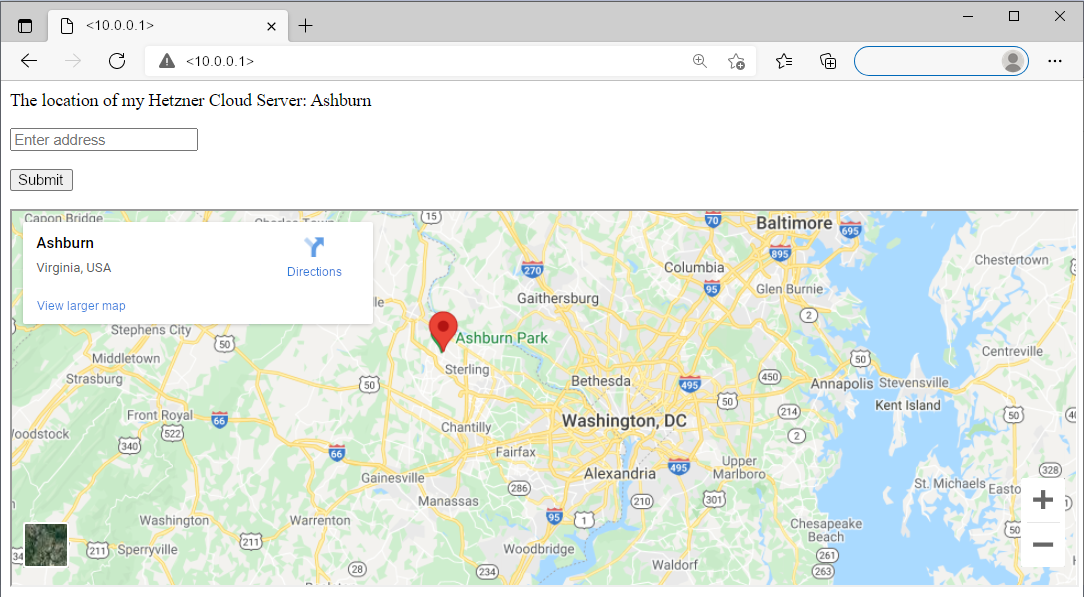 <10.0.0.1>
<10.0.0.1>
The location of my Hetzner Cloud Server: Ashburn
Enter address
Submit
Ashburn
Virginia, USA
Directions
View larger map
Capon Bridge
15
70
Baltimore
695
895
Columbia
Chestertown
270
95
Gaithersburg
Glen Burnie
2
Stephens City
50
Ashburn Park
Middletown
Sterling
50
Centreville
Strasburg
50
Bethesda
495
450
Annapolis
Stevensville
50
Kent Island
Front Royal
66
522
Washington, DC
214
50
Chantilly
2
340
66
Fairfax
Alexandria
495
Upper
Marlboro
328
Gainesville
286
210
301
St. Michaels
Manassas
95
1
Washington
Warrenton
Chesapeake
Beach
50
211
211
Sperryville
Woodbridge
261
28
234
Waldorf
263